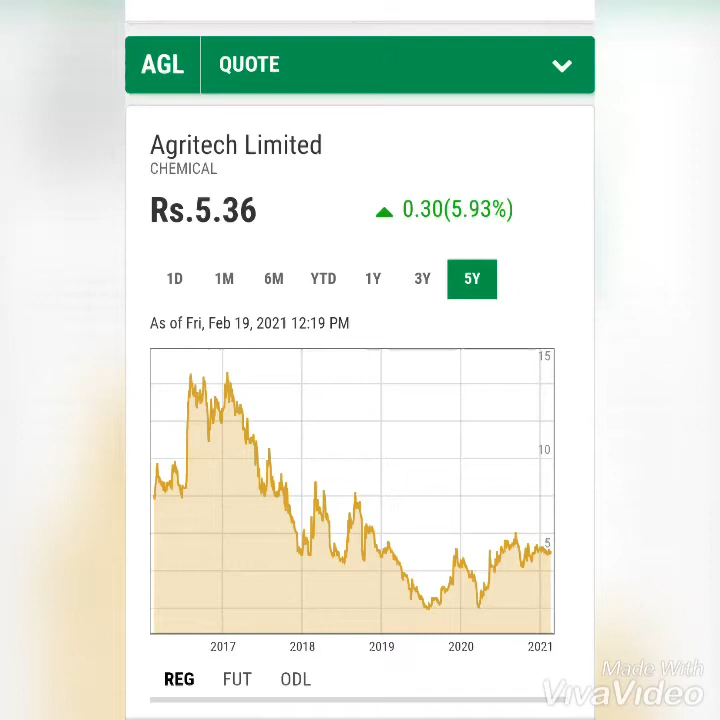 AGL QUOTE
Agritech Limited
CHEMICAL
Rs.5.36 ▲ 0.30(5.93%)
1D 1M 6M YTD 1Y 3Y 5Y
As of Fri, Feb 19, 2021 12:19 PM
15
10
5
2017 2018 2019 2020 2021
REG FUT ODL
Made With
VivaVideo